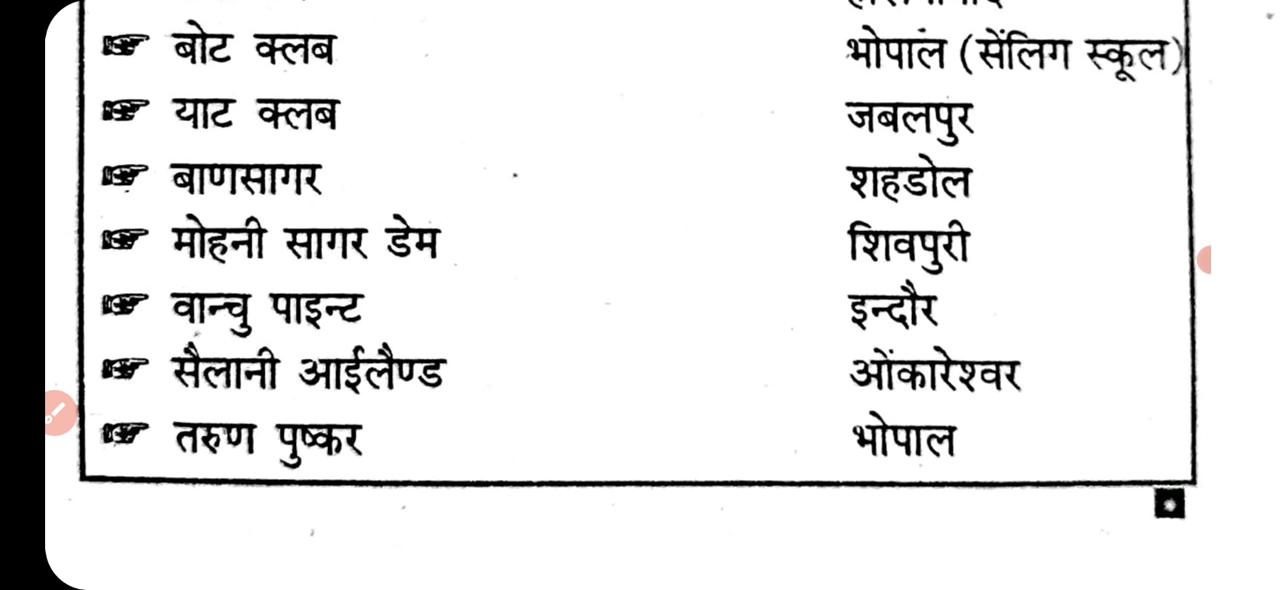 बोट क्लब भोपाल (सेंलिग स्कूल)
याट क्लब जबलपुर
बाणसागर शहडोल
मोहनी सागर डेम शिवपुरी
वान्चु पाइन्ट इन्दौर
सैलानी आईलैण्ड ओंकारेश्वर
तरुण पुष्कर भोपाल